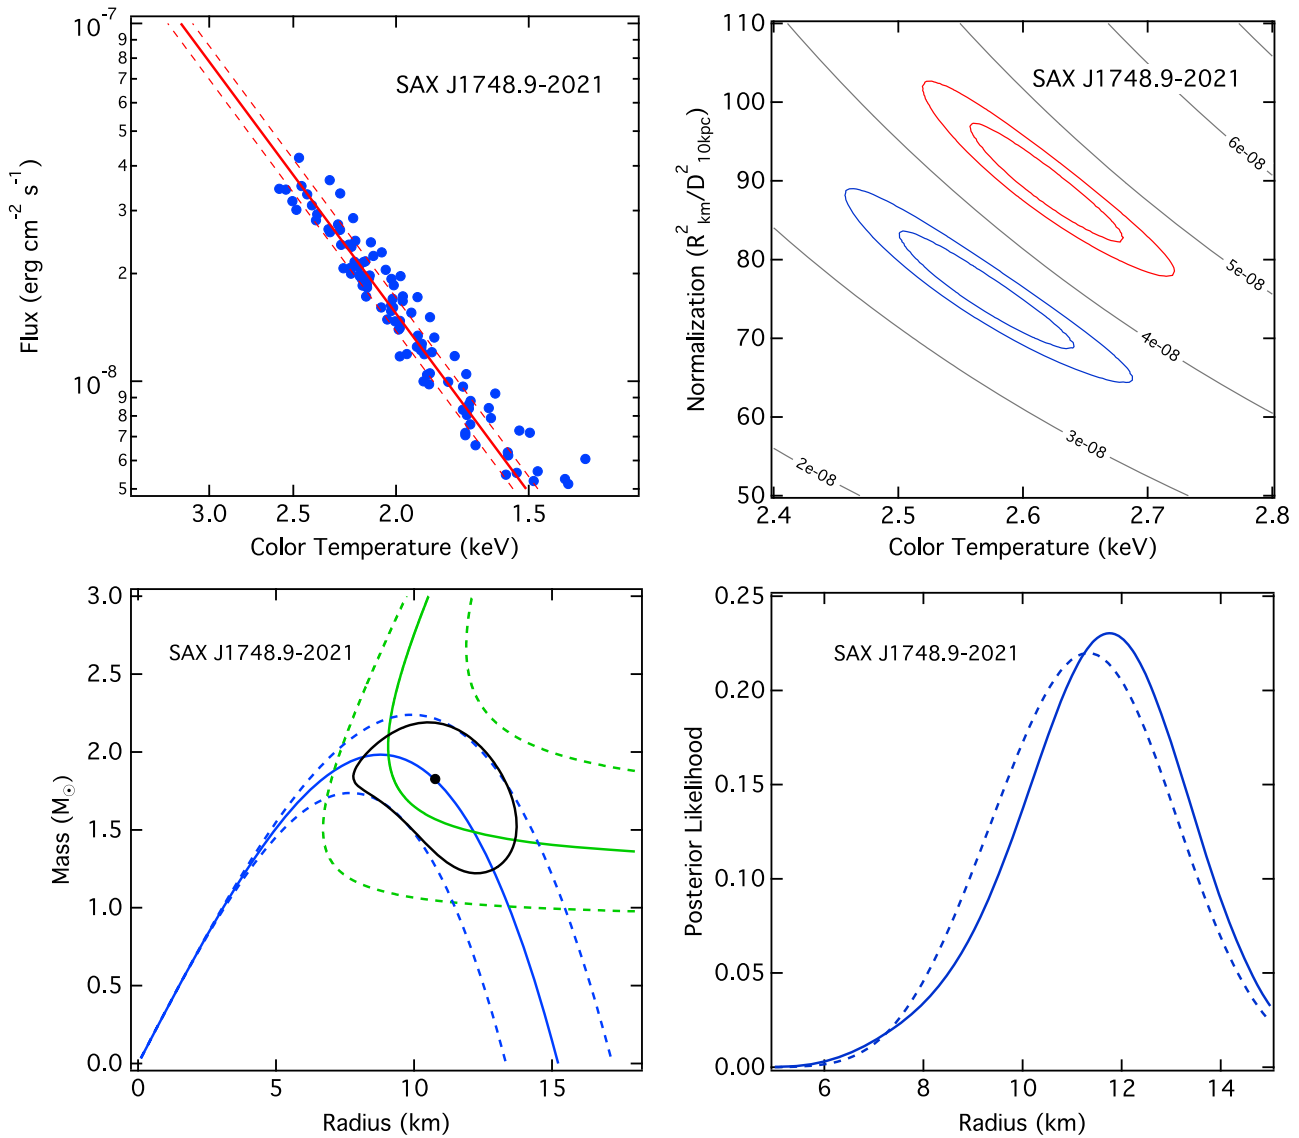 SAX J1748.9-2021
Flux (erg cm-2 s-1)
10-7
9
8
7
6
5
4
3
2
10-8
9
8
7
6
5
3.0 2.5 2.0 1.5
Color Temperature (keV)
SAX J1748.9-2021
Normalization (R2km/D210kpc)
110
100
90
80
70
60
50
6e-08
5e-08
4e-08
3e-08
2e-08
2.4 2.5 2.6 2.7 2.8
Color Temperature (keV)
SAX J1748.9-2021
Mass (M☉)
3.0
2.5
2.0
1.5
1.0
0.5
0.0
0 5 10 15
Radius (km)
SAX J1748.9-2021
Posterior Likelihood
0.25
0.20
0.15
0.10
0.05
0.00
6 8 10 12 14
Radius (km)